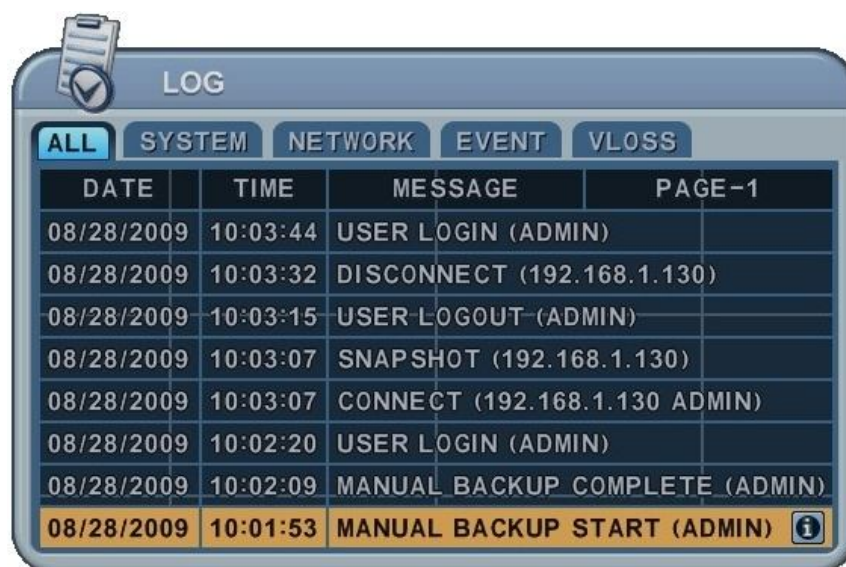 LOG
ALL SYSTEM NETWORK EVENT VLOSS
DATE TIME MESSAGE PAGE-1
08/28/2009 10:03:44 USER LOGIN (ADMIN)
08/28/2009 10:03:32 DISCONNECT (192.168.1.130)
08/28/2009 10:03:15 USER LOGOUT (ADMIN)
08/28/2009 10:03:07 SNAPSHOT (192.168.1.130)
08/28/2009 10:03:07 CONNECT (192.168.1.130 ADMIN)
08/28/2009 10:02:20 USER LOGIN (ADMIN)
08/28/2009 10:02:09 MANUAL BACKUP COMPLETE (ADMIN)
08/28/2009 10:01:53 MANUAL BACKUP START (ADMIN)